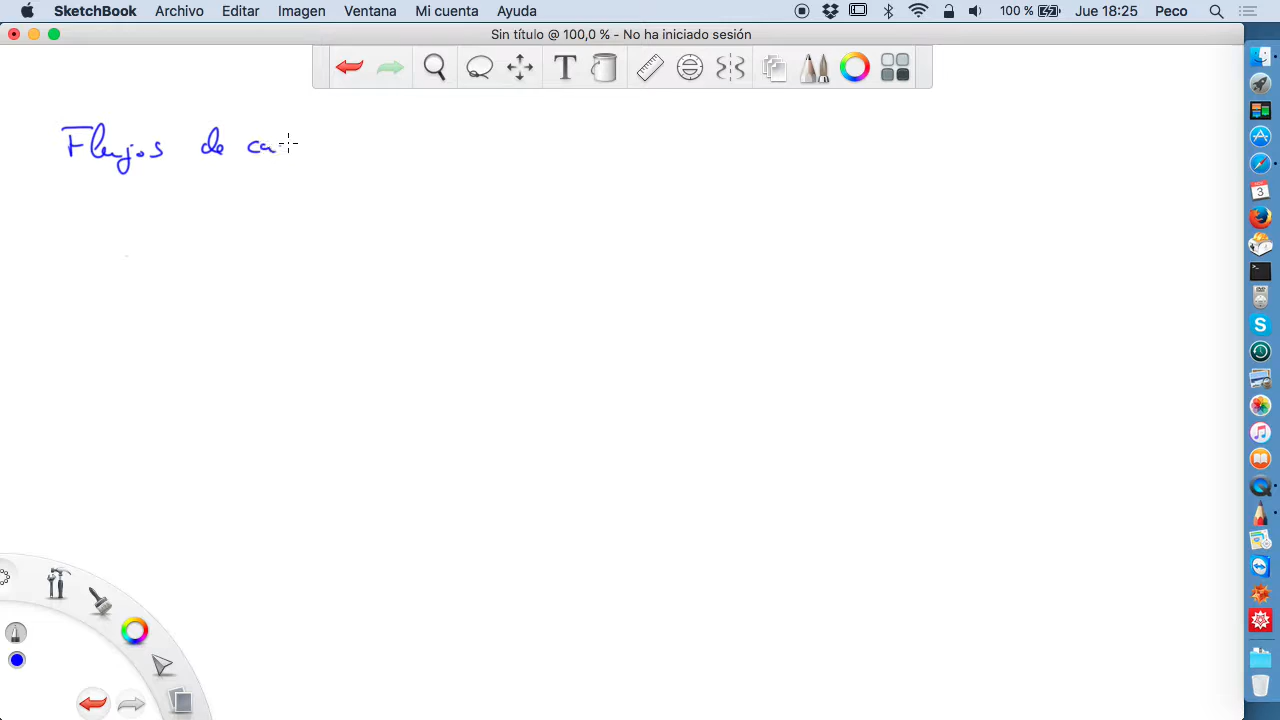 SketchBook Archivo Editar Imagen Ventana Mi cuenta Ayuda 100 % Jue 18:25 Peco
Sin título @ 100,0 % - No ha iniciado sesión
T
Flujos de ca
3
S